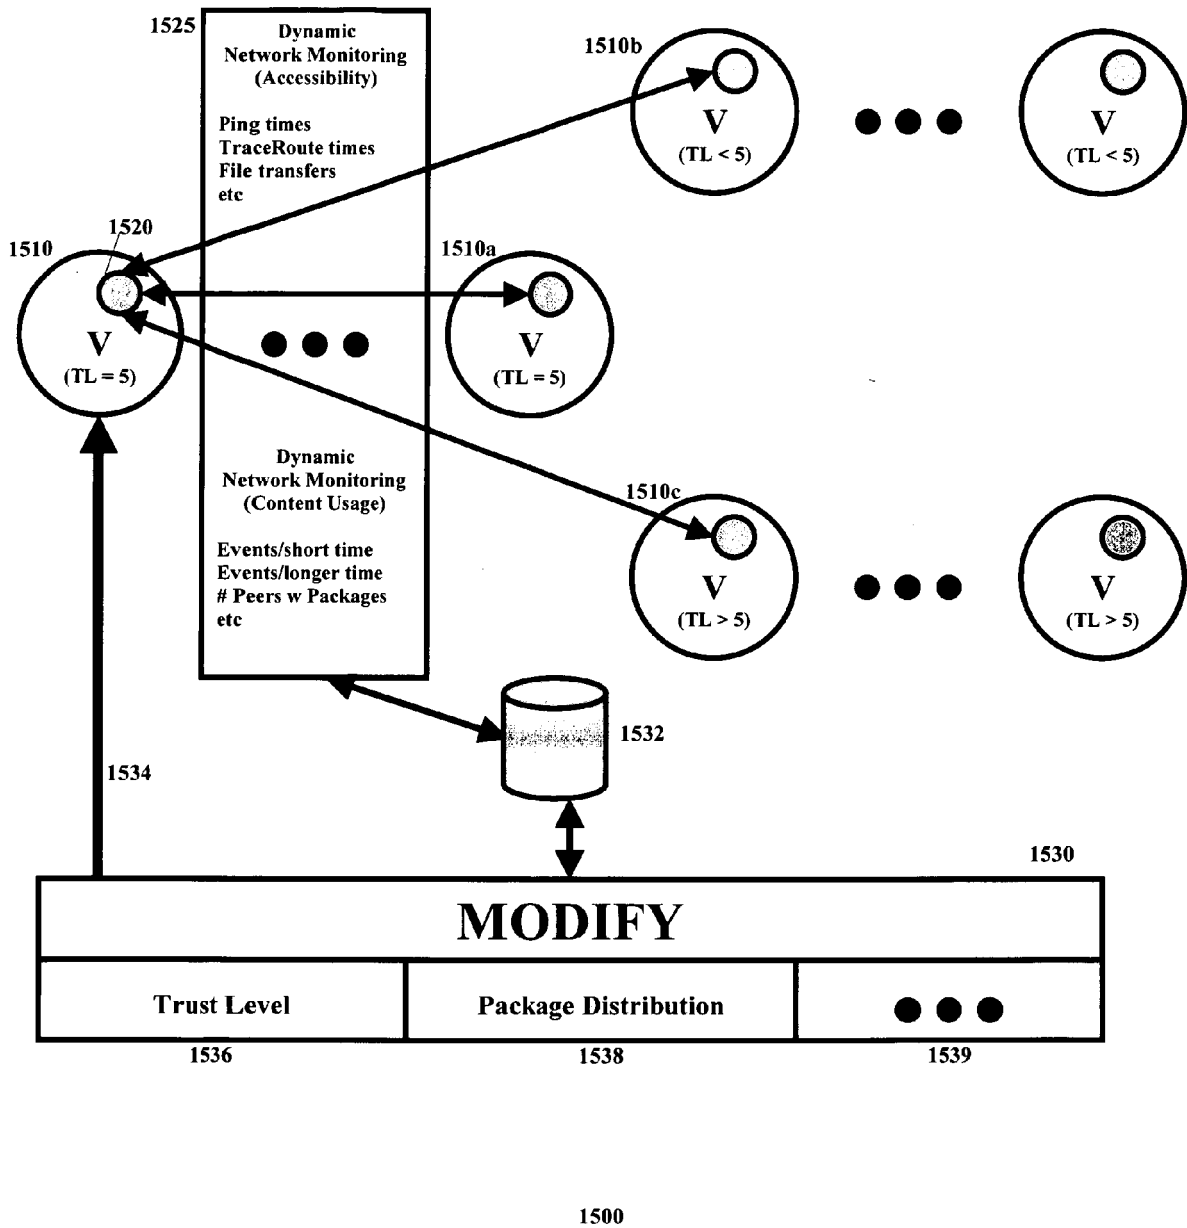 1525
Dynamic
Network Monitoring
(Accessibility)
Ping times
TraceRoute times
File transfers
etc
1510b
V
(TL < 5)
V
(TL < 5)
1510
1520
V
(TL = 5)
1510a
V
(TL = 5)
Dynamic
Network Monitoring
(Content Usage)
Events/short time
Events/longer time
# Peers w Packages
etc
1510c
V
(TL > 5)
V
(TL > 5)
1532
1534
1530
MODIFY
Trust Level
Package Distribution
1536
1538
1539
1500